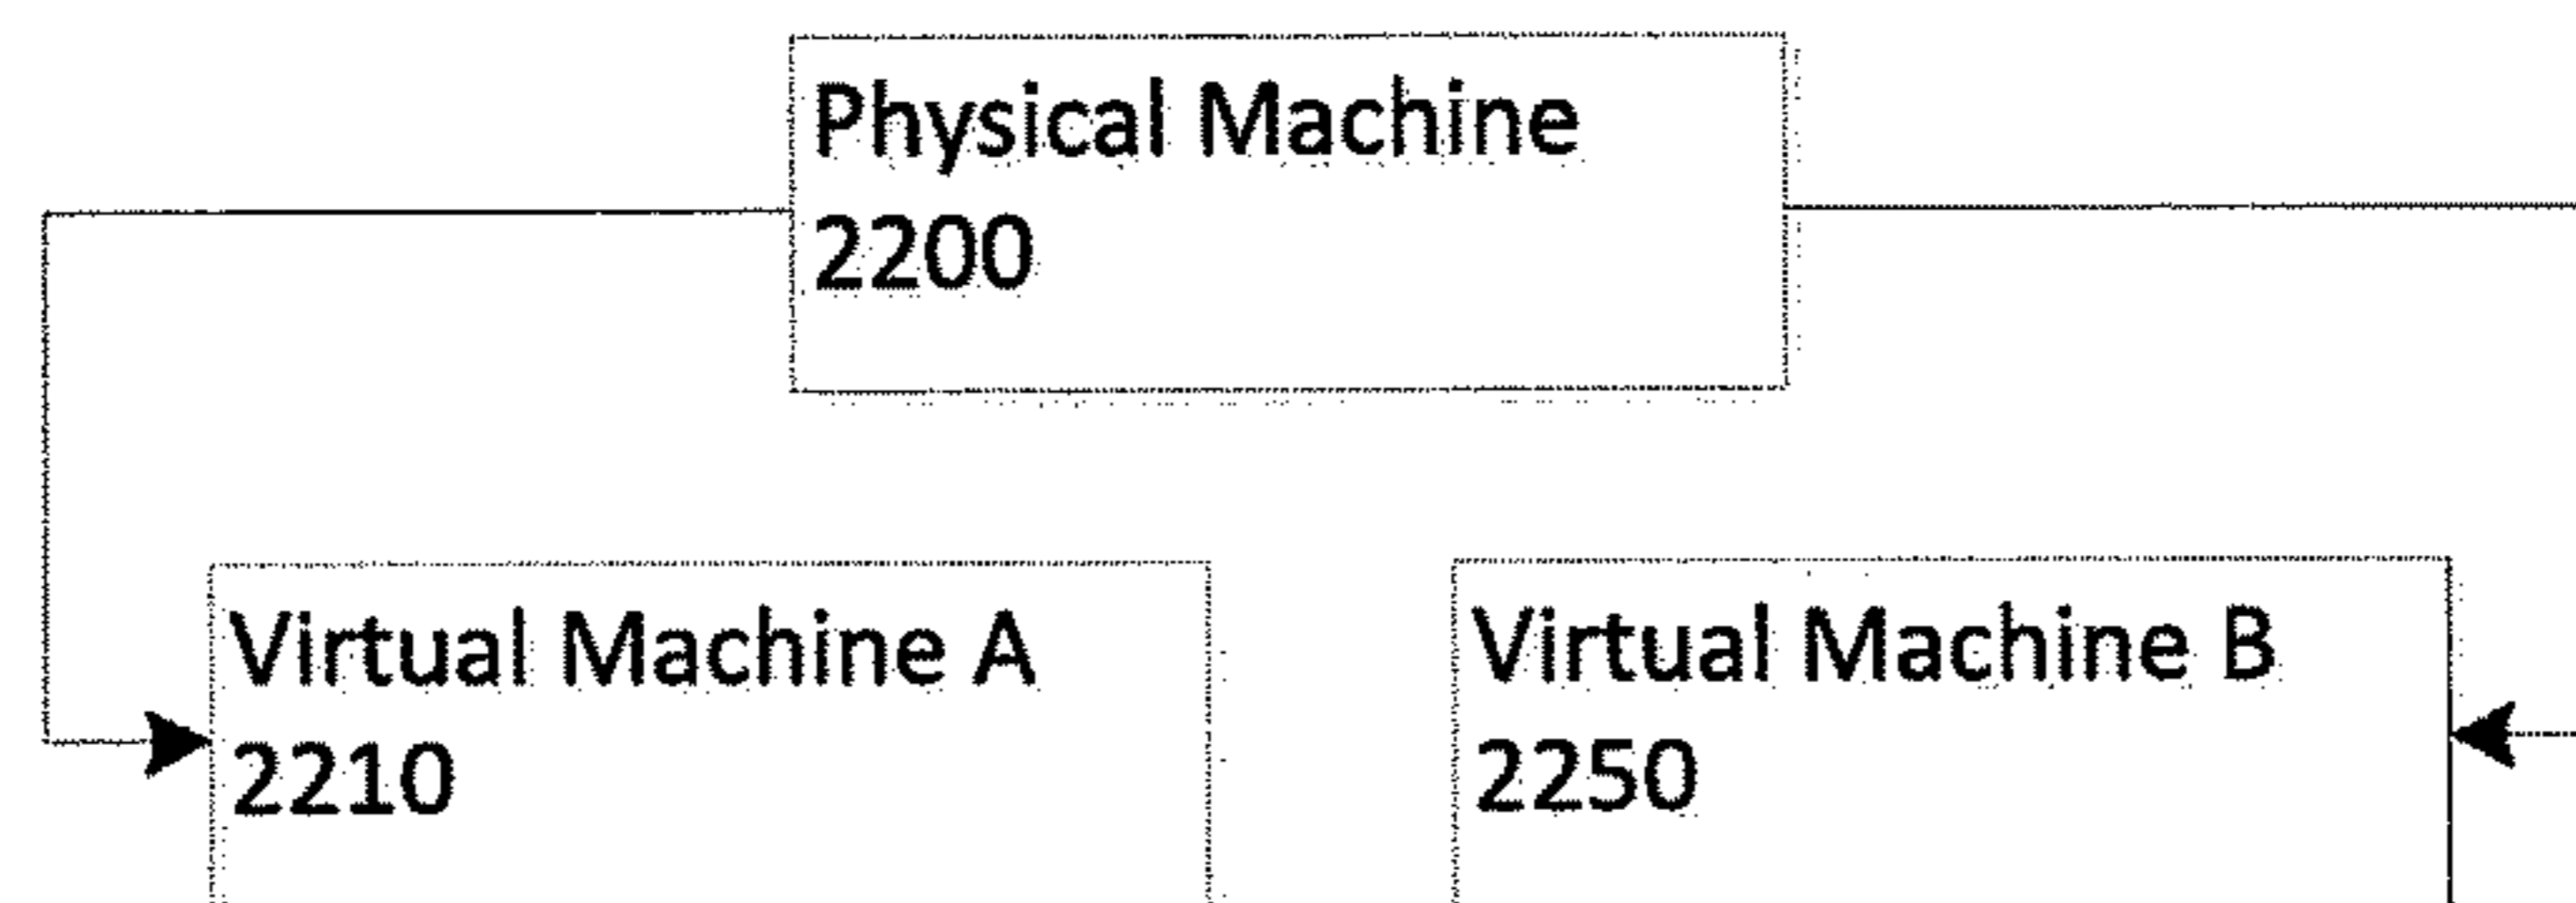 Physical Machine
2200
Virtual Machine A
2210
Virtual Machine B
2250